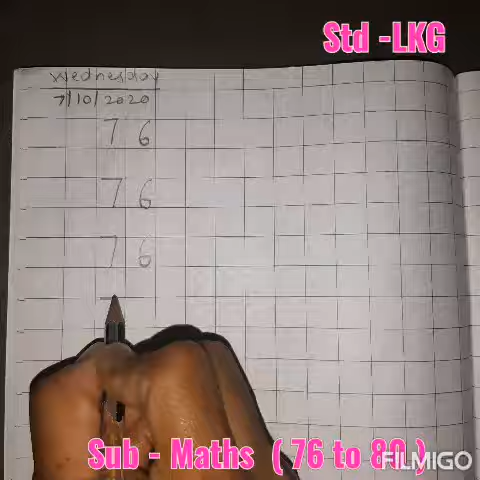 Std -LKG
Wednesday
7/10/2020
7 6
7 6
7 6
Sub - Maths ( 76 to 80 )
FILMIGO